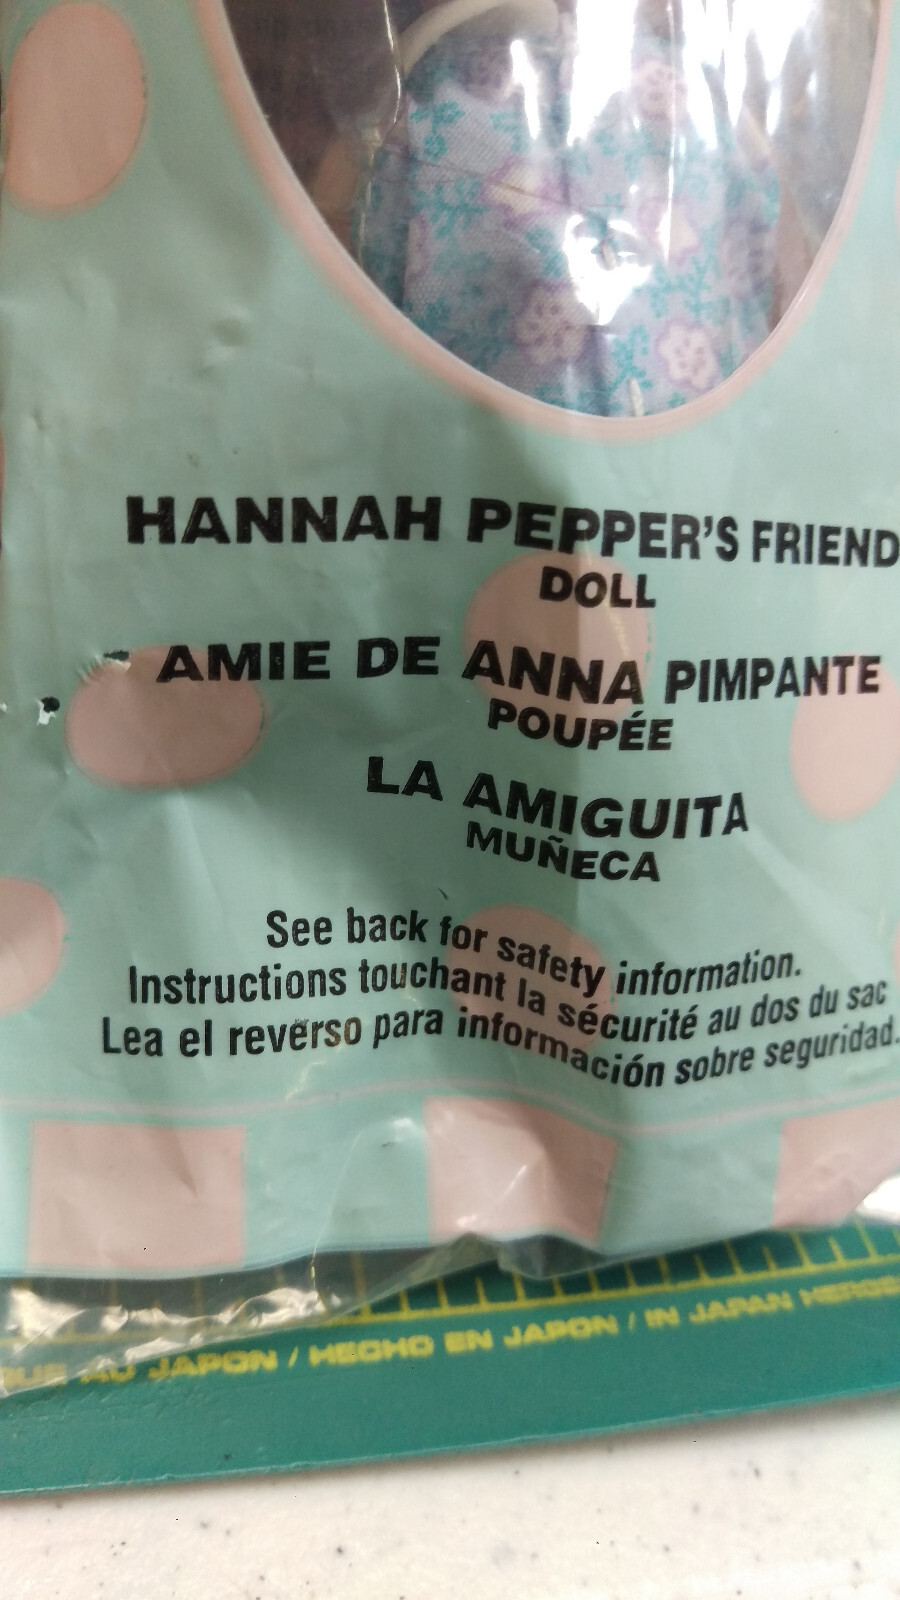 HANNAH PEPPER'S FRIEND
DOLL
AMIE DE ANNA PIMPANTE
POUPÉE
LA AMIGUITA
MUÑECA
See back for safety information.
Instructions touchant la sécurité au dos du sac
Lea el reverso para información sobre seguridad.
AU JAPON / HECHO EN JAPON / IN JAPAN